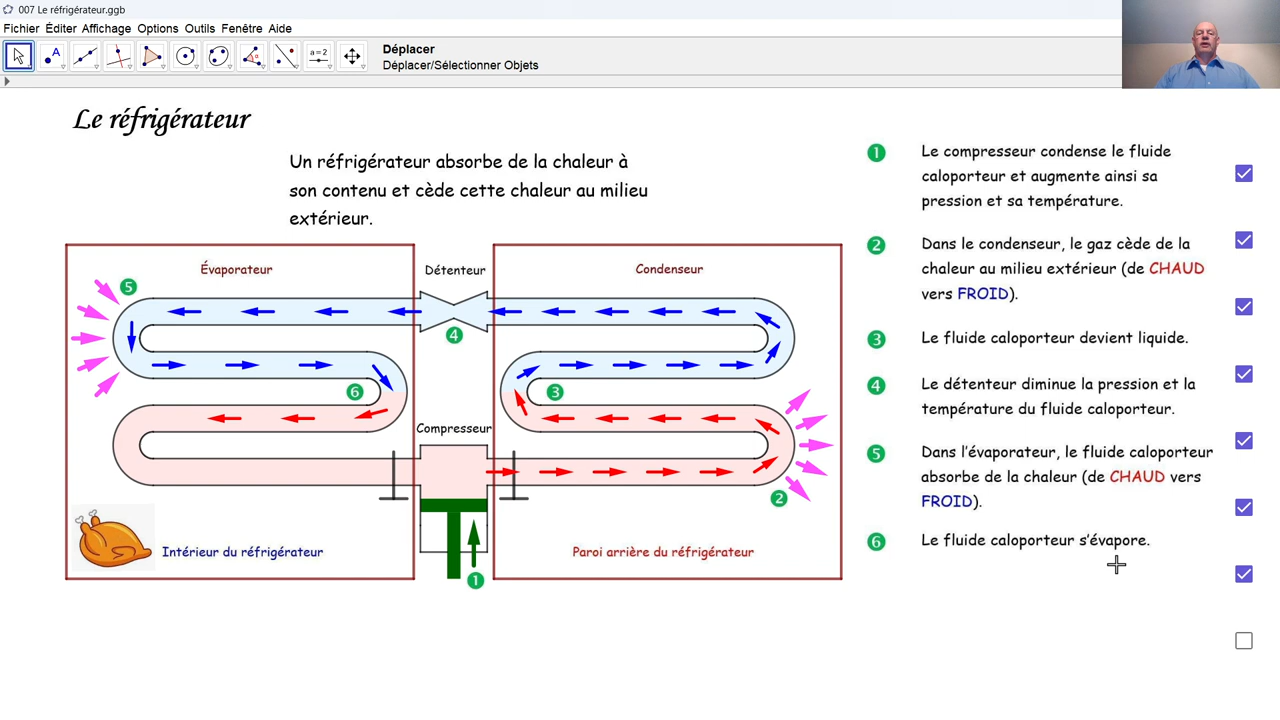 007 Le réfrigérateur.ggb
Fichier Éditer Affichage Options Outils Fenêtre Aide
A
a=2
Déplacer
Déplacer/Sélectionner Objets
Le réfrigérateur
Un réfrigérateur absorbe de la chaleur à
son contenu et cède cette chaleur au milieu
extérieur.
Évaporateur
Détenteur
Condenseur
5
4
6
3
Compresseur
2
Intérieur du réfrigérateur
Paroi arrière du réfrigérateur
1
1 Le compresseur condense le fluide
caloporteur et augmente ainsi sa
pression et sa température.
2 Dans le condenseur, le gaz cède de la
chaleur au milieu extérieur (de CHAUD
vers FROID).
3 Le fluide caloporteur devient liquide.
4 Le détenteur diminue la pression et la
température du fluide caloporteur.
5 Dans l’évaporateur, le fluide caloporteur
absorbe de la chaleur (de CHAUD vers
FROID).
6 Le fluide caloporteur s’évapore.